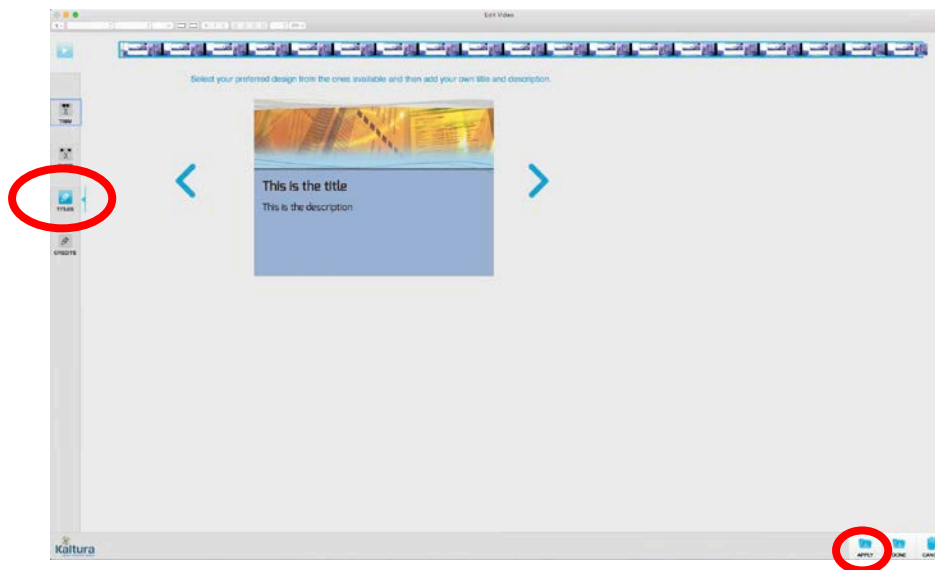 Edit Video
Select your preferred design from the ones available and then add your own title and description.
TRIM
This is the title
This is the description
TITLES
CREDITS
Kaltura
APPLY
DONE